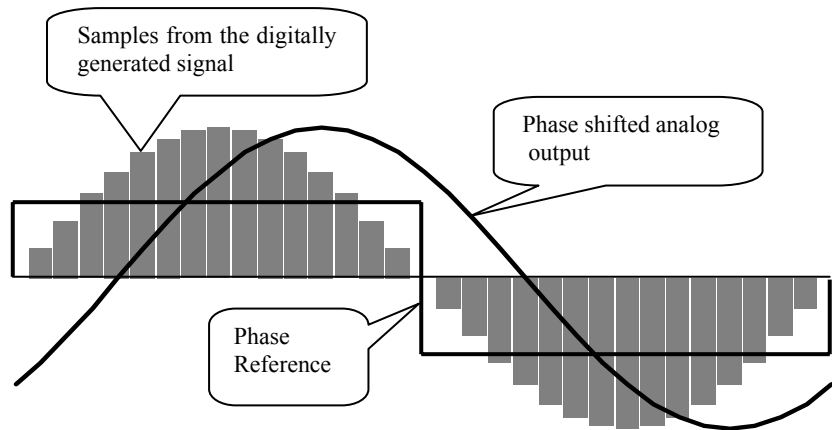 Samples from the digitally
generated signal
Phase shifted analog
output
Phase
Reference